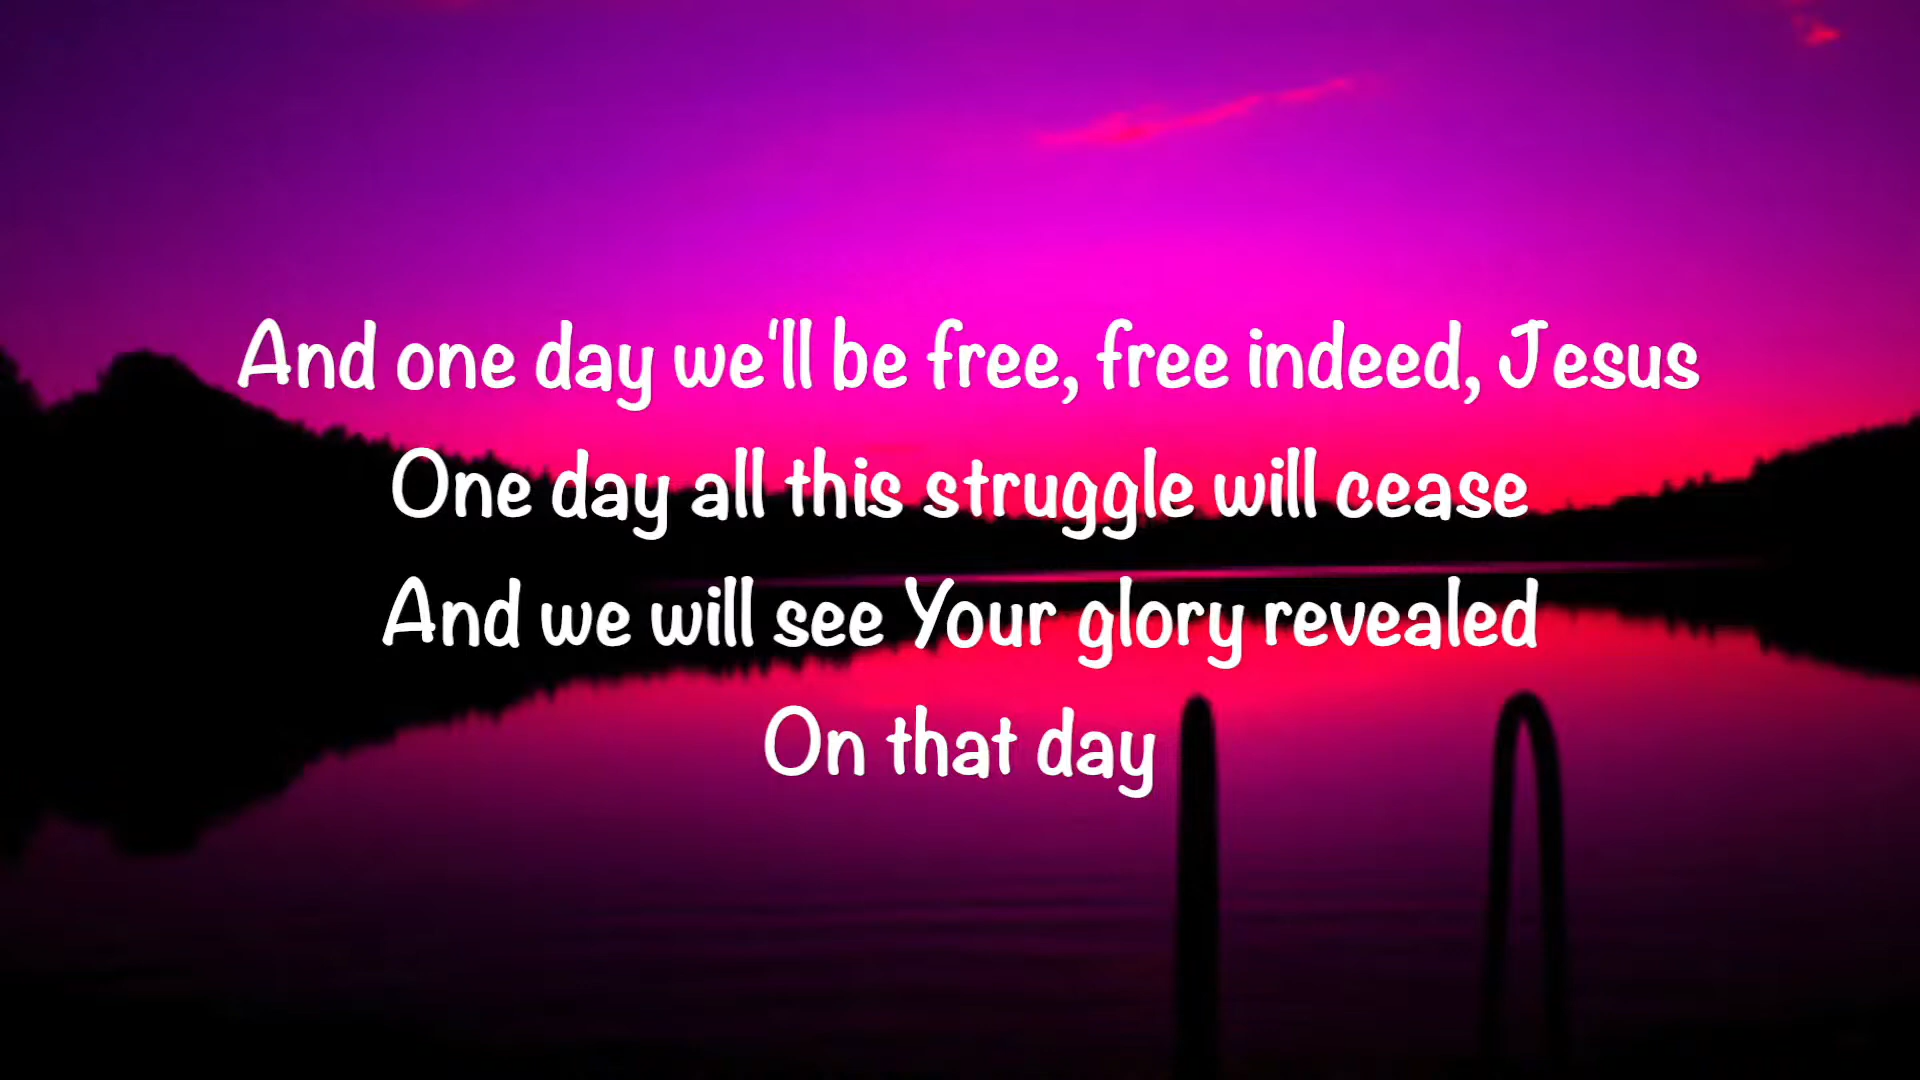 And one day we'll be free, free indeed, Jesus
One day all this struggle will cease
And we will see Your glory revealed
On that day